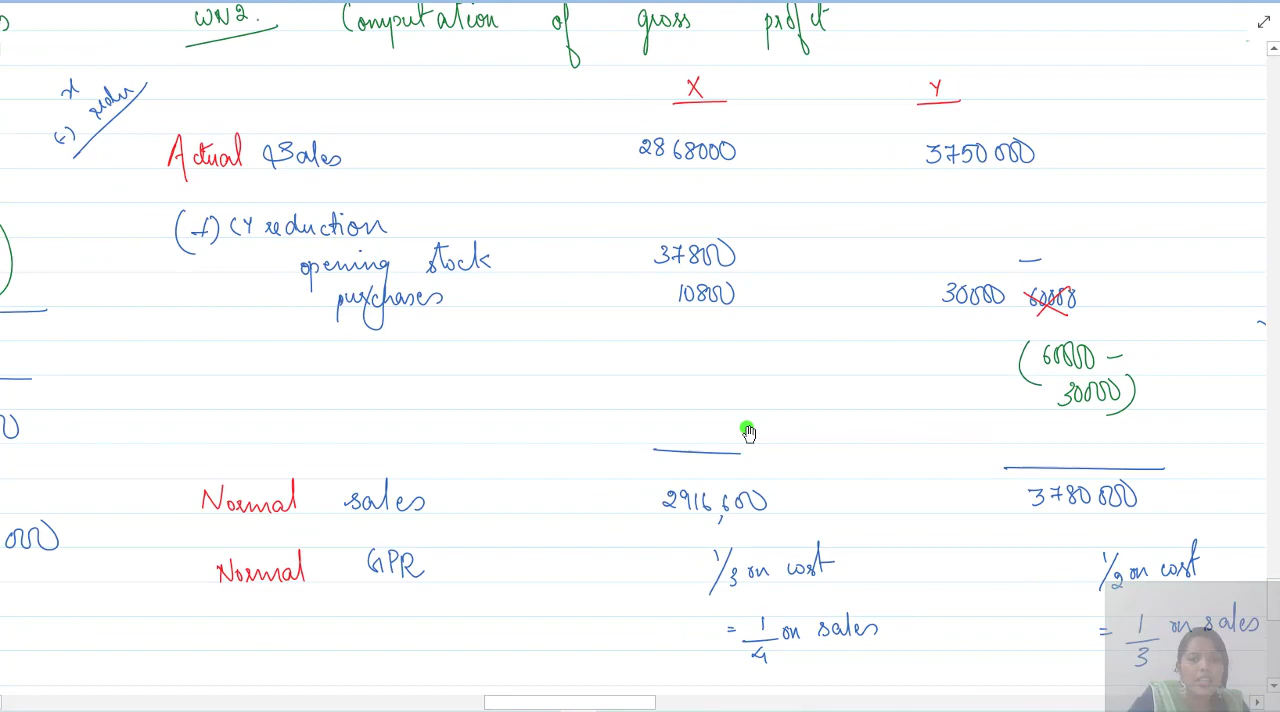 WN2. Computation of gross profit
X Y
(-) redu
Actual Sales 2868000 3750000
(+) CY reduction
opening stock 37800 —
purchases 10800 30000 60000
(60000 -
30000)
Normal sales 2916,600 3780000
Normal GPR 1/3 on cost 1/2 on cost
= 1/4 on sales = 1/3 on sales